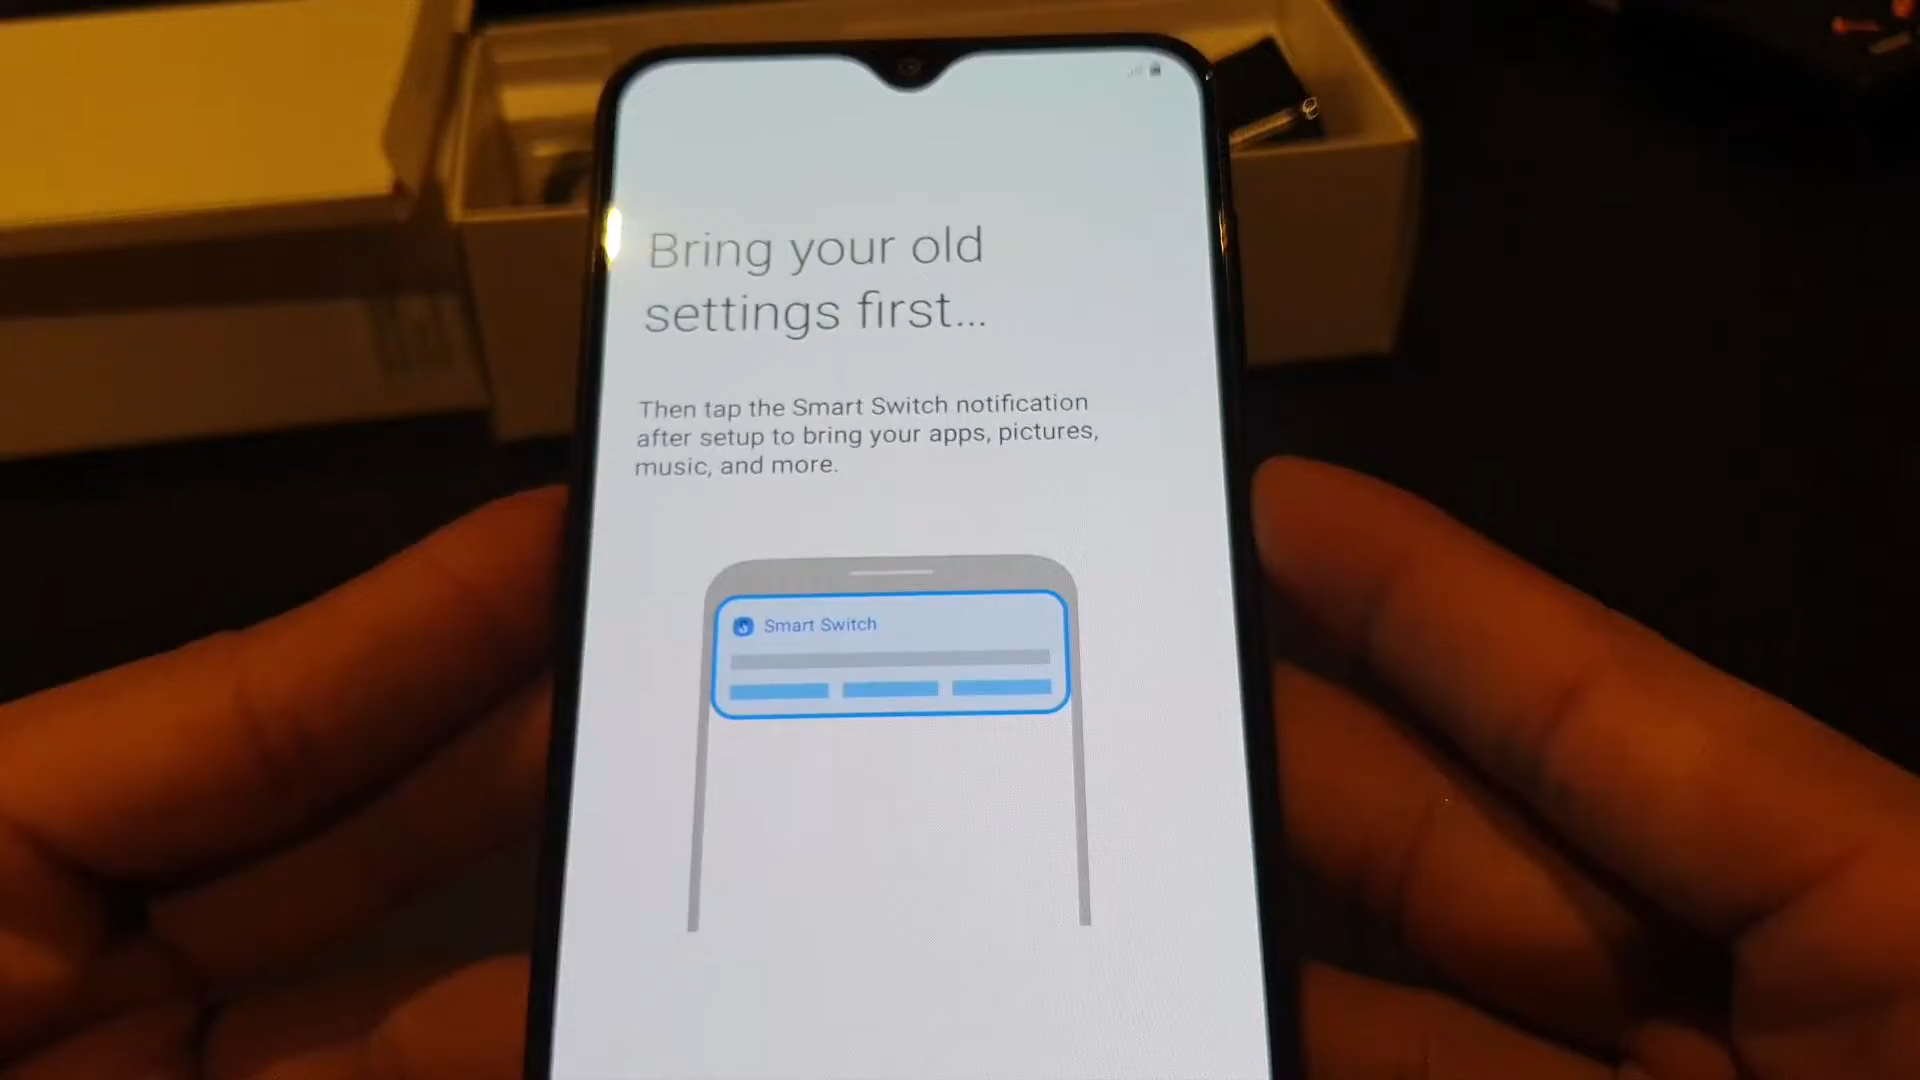 Bring your old
settings first...
Then tap the Smart Switch notification
after setup to bring your apps, pictures,
music, and more.
Smart Switch